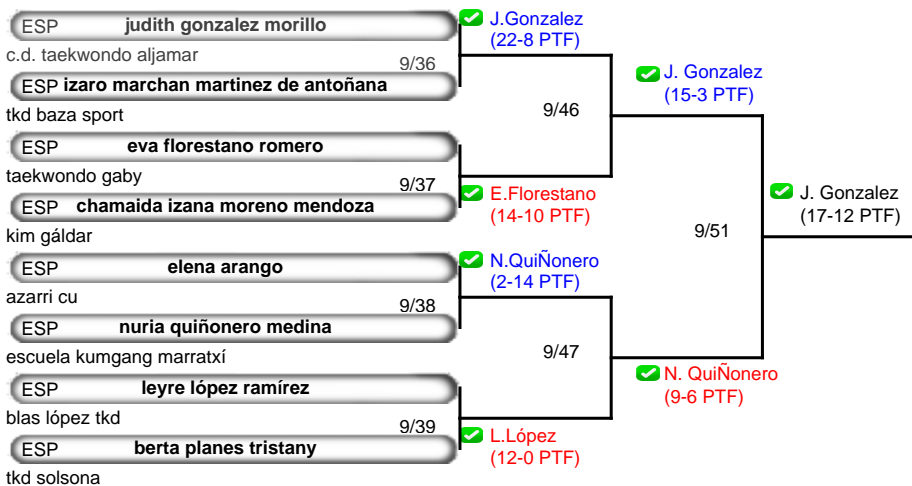 ESP judith gonzalez morillo
c.d. taekwondo aljamar
9/36
ESP izaro marchan martinez de antoñana
tkd baza sport
ESP eva florestano romero
taekwondo gaby
9/37
ESP chamaida izana moreno mendoza
kim gáldar
ESP elena arango
azarri cu
9/38
ESP nuria quiñonero medina
escuela kumgang marratxí
ESP leyre lópez ramírez
blas lópez tkd
9/39
ESP berta planes tristany
tkd solsona
J.Gonzalez
(22-8 PTF)
9/46
E.Florestano
(14-10 PTF)
N.QuiÑonero
(2-14 PTF)
9/47
L.López
(12-0 PTF)
J. Gonzalez
(15-3 PTF)
9/51
N. QuiÑonero
(9-6 PTF)
J. Gonzalez
(17-12 PTF)